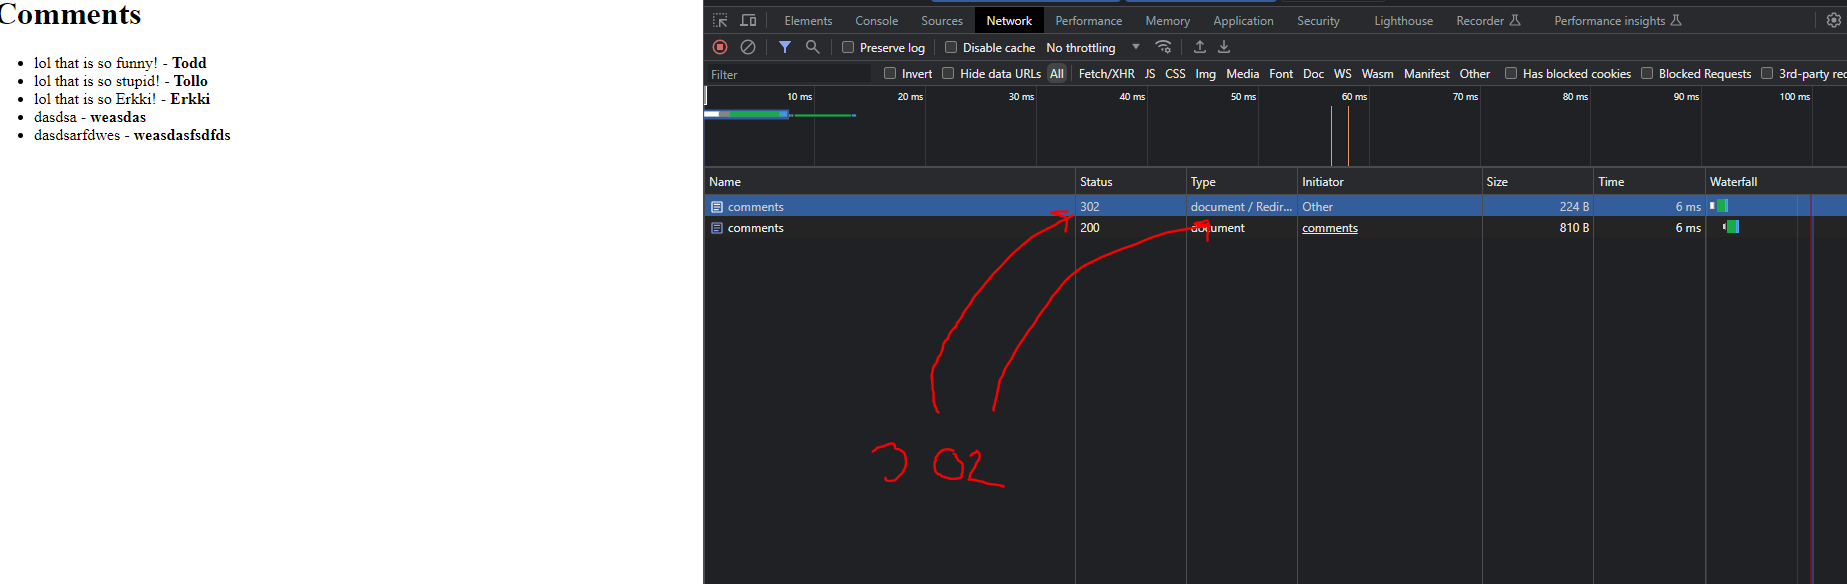 Comments
lol that is so funny! - Todd
lol that is so stupid! - Tollo
lol that is so Erkki! - Erkki
dasdsa - weasdas
dasdsarfdwes - weasdasfsdfds
Elements Console Sources Network Performance Memory Application Security Lighthouse Recorder Performance insights
Preserve log Disable cache No throttling
Filter Invert Hide data URLs All Fetch/XHR JS CSS Img Media Font Doc WS Wasm Manifest Other Has blocked cookies Blocked Requests 3rd-party rec
10 ms 20 ms 30 ms 40 ms 50 ms 60 ms 70 ms 80 ms 90 ms 100 ms
Name Status Type Initiator Size Time Waterfall
comments 302 document / Redir... Other 224 B 6 ms
comments 200 document comments 810 B 6 ms
302